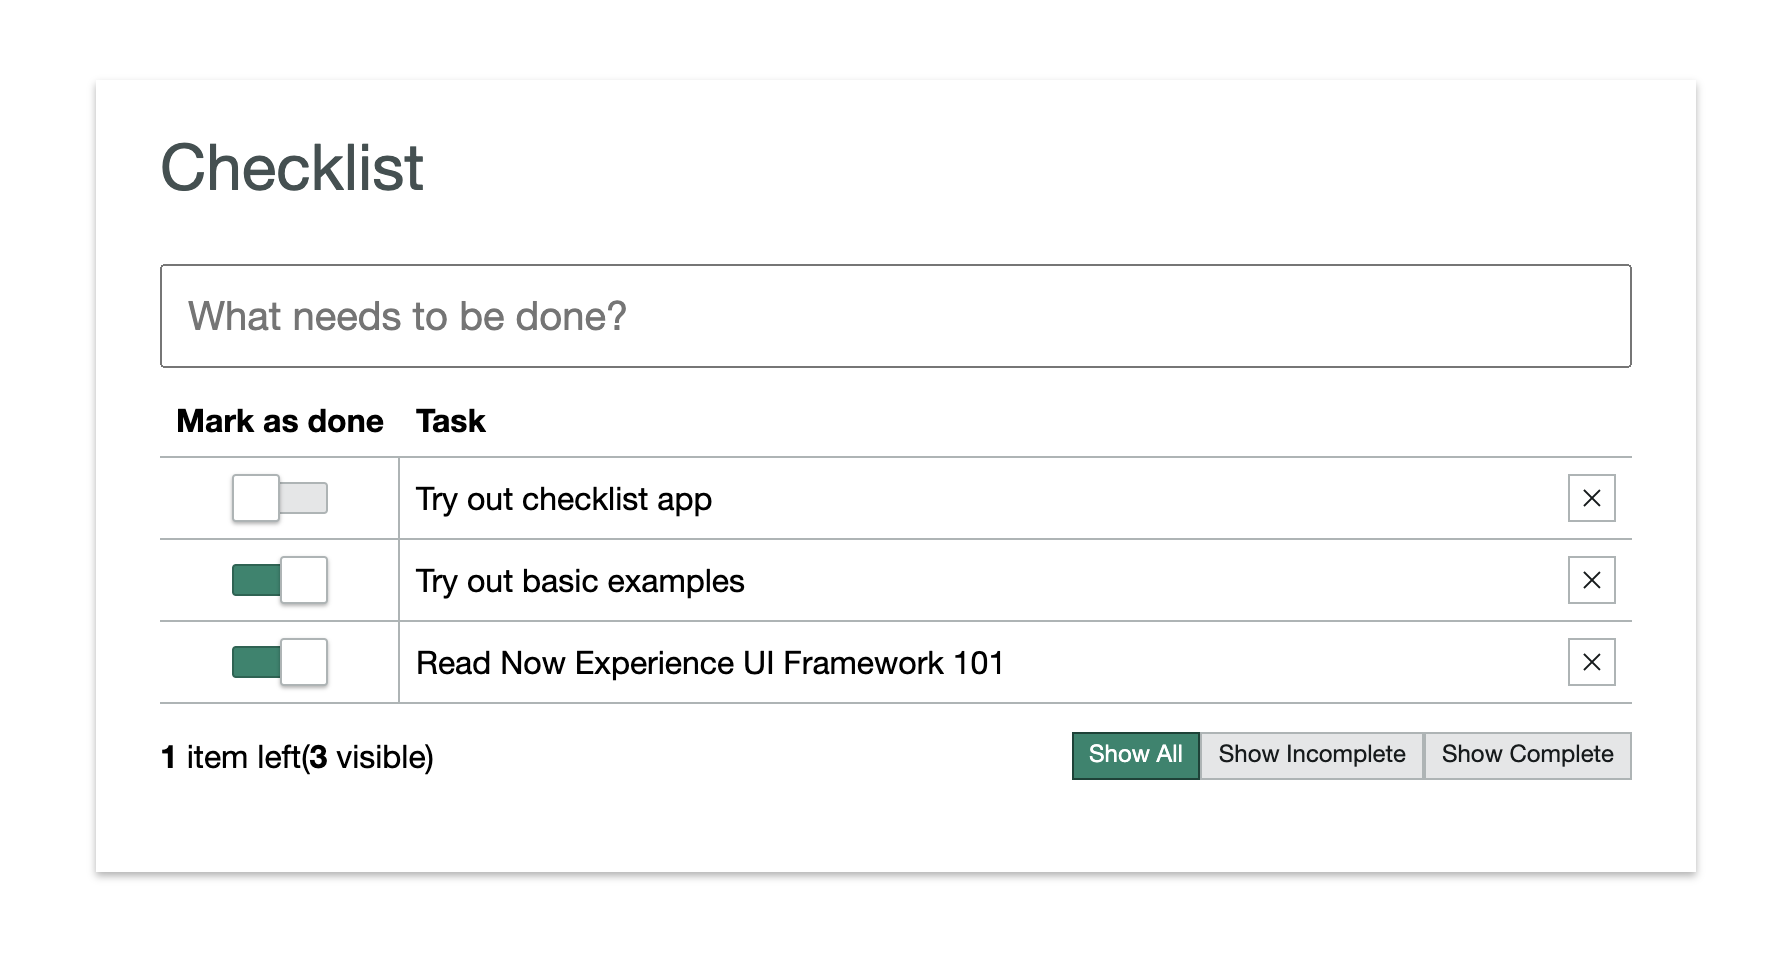 Checklist
What needs to be done?
Mark as done Task
Try out checklist app
Try out basic examples
Read Now Experience UI Framework 101
1 item left(3 visible) Show All Show Incomplete Show Complete